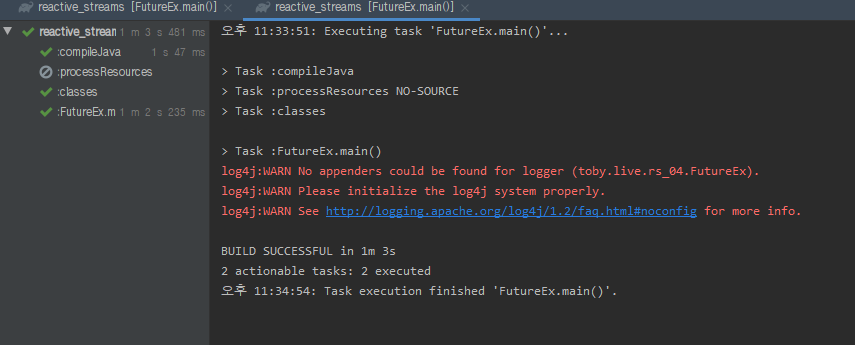 reactive_streams [FutureEx.main()] × reactive_streams [FutureEx.main()] ×
reactive_stream 1 m 3 s 481 ms
:compileJava 1 s 47 ms
:processResources
:classes
:FutureEx.m 1 m 2 s 235 ms
오후 11:33:51: Executing task 'FutureEx.main()'...
> Task :compileJava
> Task :processResources NO-SOURCE
> Task :classes
> Task :FutureEx.main()
log4j:WARN No appenders could be found for logger (toby.live.rs_04.FutureEx).
log4j:WARN Please initialize the log4j system properly.
log4j:WARN See http://logging.apache.org/log4j/1.2/faq.html#noconfig for more info.
BUILD SUCCESSFUL in 1m 3s
2 actionable tasks: 2 executed
오후 11:34:54: Task execution finished 'FutureEx.main()'.